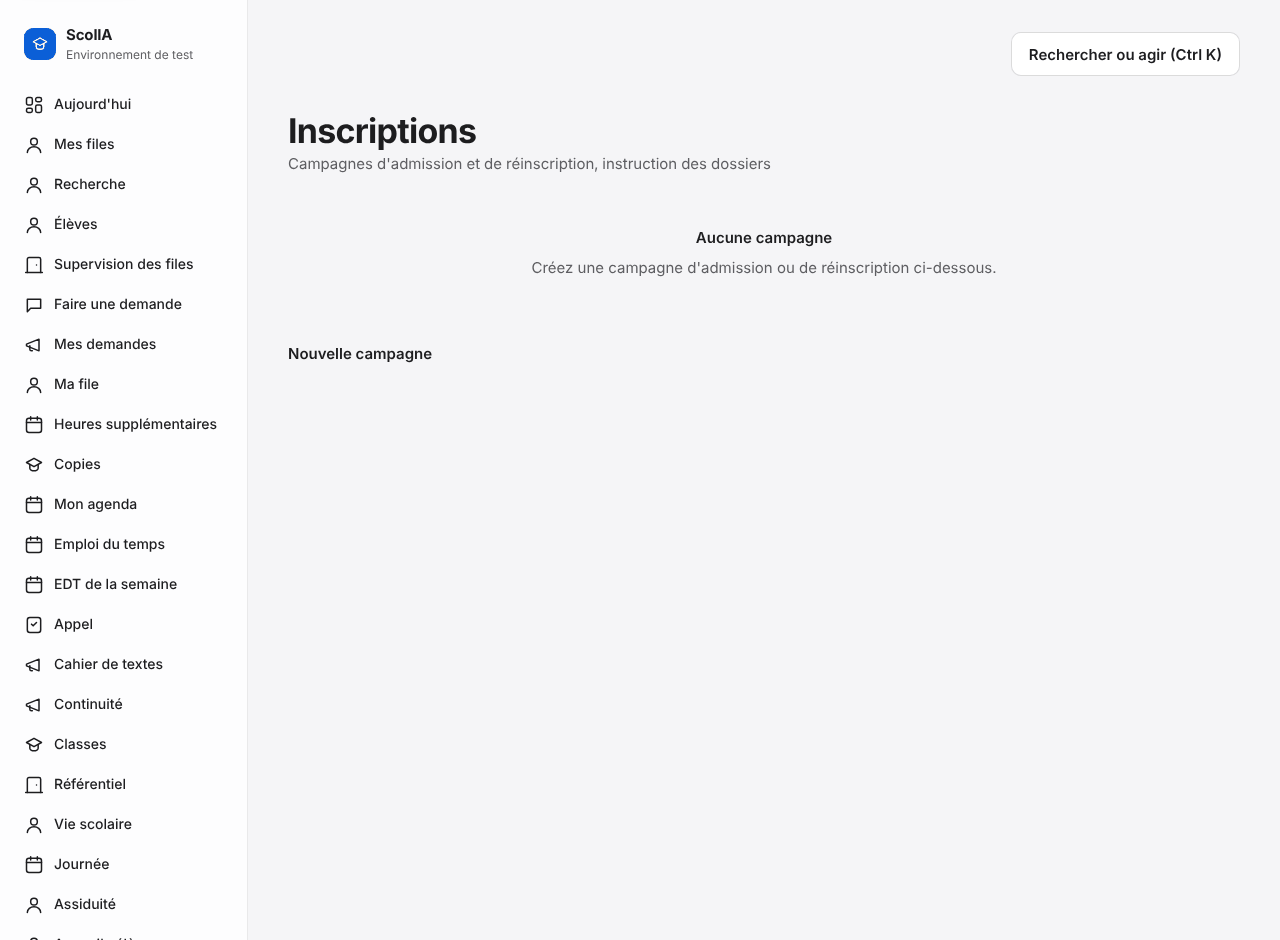 ScolIA
Environnement de test
Aujourd'hui
Mes files
Recherche
Élèves
Supervision des files
Faire une demande
Mes demandes
Ma file
Heures supplémentaires
Copies
Mon agenda
Emploi du temps
EDT de la semaine
Appel
Cahier de textes
Continuité
Classes
Référentiel
Vie scolaire
Journée
Assiduité
Rechercher ou agir (Ctrl K)
Inscriptions
Campagnes d'admission et de réinscription, instruction des dossiers
Aucune campagne
Créez une campagne d'admission ou de réinscription ci-dessous.
Nouvelle campagne